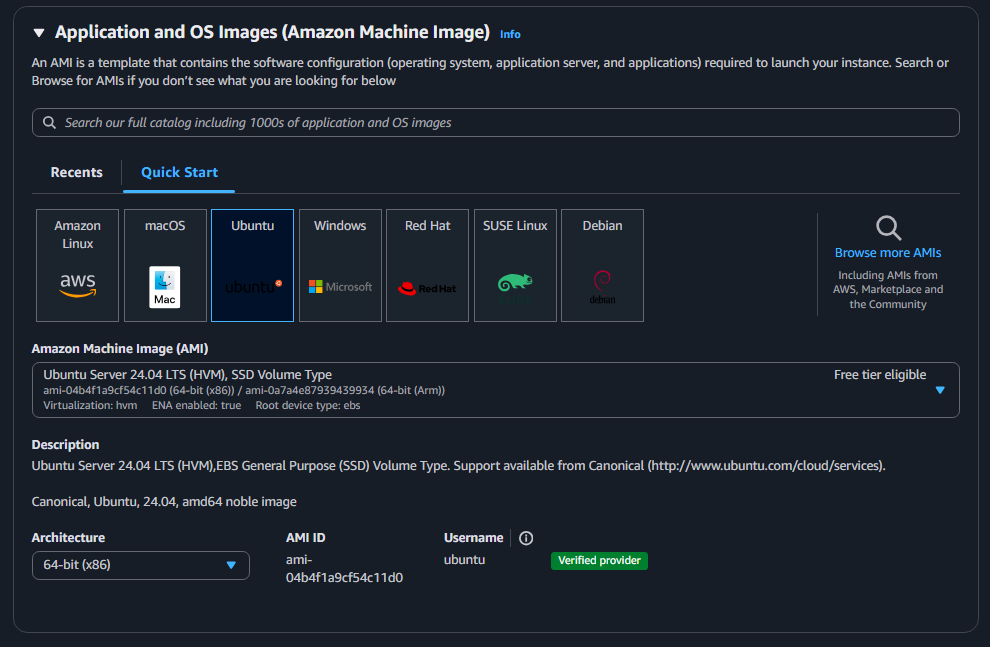 Application and OS Images (Amazon Machine Image) Info
An AMI is a template that contains the software configuration (operating system, application server, and applications) required to launch your instance. Search or
Browse for AMIs if you don’t see what you are looking for below
Search our full catalog including 1000s of application and OS images
Recents
Quick Start
Amazon
Linux
aws
macOS
Mac
Ubuntu
ubuntu
Windows
Microsoft
Red Hat
Red Hat
SUSE Linux
Debian
debian
Browse more AMIs
Including AMIs from
AWS, Marketplace and
the Community
Amazon Machine Image (AMI)
Ubuntu Server 24.04 LTS (HVM), SSD Volume Type
Free tier eligible
ami-04b4f1a9cf54c11d0 (64-bit (x86)) / ami-0a7a4e87939439934 (64-bit (Arm))
Virtualization: hvm ENA enabled: true Root device type: ebs
Description
Ubuntu Server 24.04 LTS (HVM),EBS General Purpose (SSD) Volume Type. Support available from Canonical (http://www.ubuntu.com/cloud/services).
Canonical, Ubuntu, 24.04, amd64 noble image
Architecture
64-bit (x86)
AMI ID
ami-
04b4f1a9cf54c11d0
Username
ubuntu
Verified provider